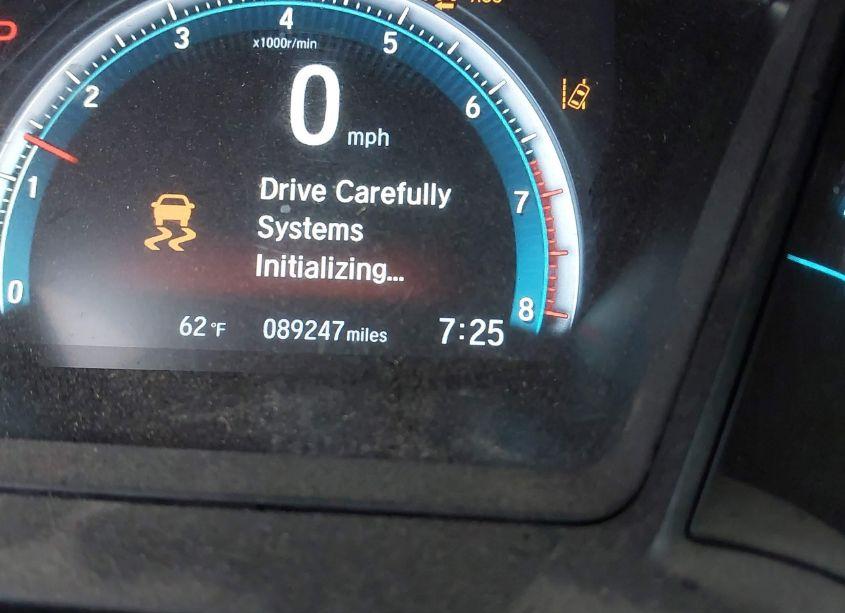 4
3
5
x1000r/min
2
6
0 mph
1
7
Drive Carefully
Systems
Initializing...
0
8
62 °F
089247 miles
7:25